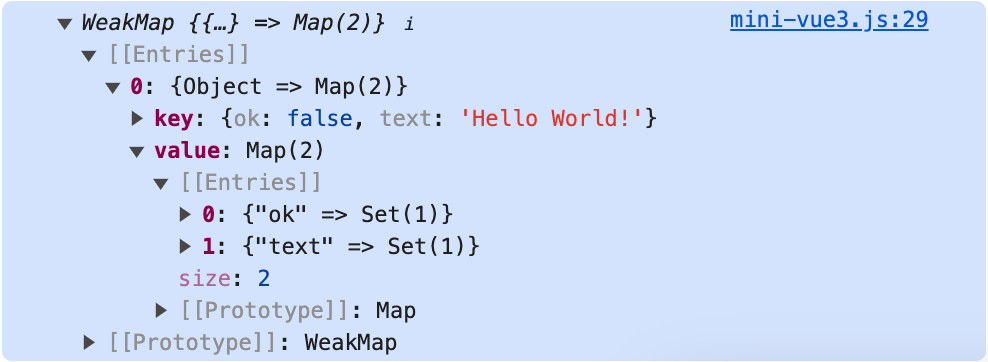 ▼ WeakMap {{…} => Map(2)} i mini-vue3.js:29
▼ [[Entries]]
▼ 0: {Object => Map(2)}
▶ key: {ok: false, text: 'Hello World!'}
▼ value: Map(2)
▼ [[Entries]]
▶ 0: {"ok" => Set(1)}
▶ 1: {"text" => Set(1)}
size: 2
▶ [[Prototype]]: Map
▶ [[Prototype]]: WeakMap